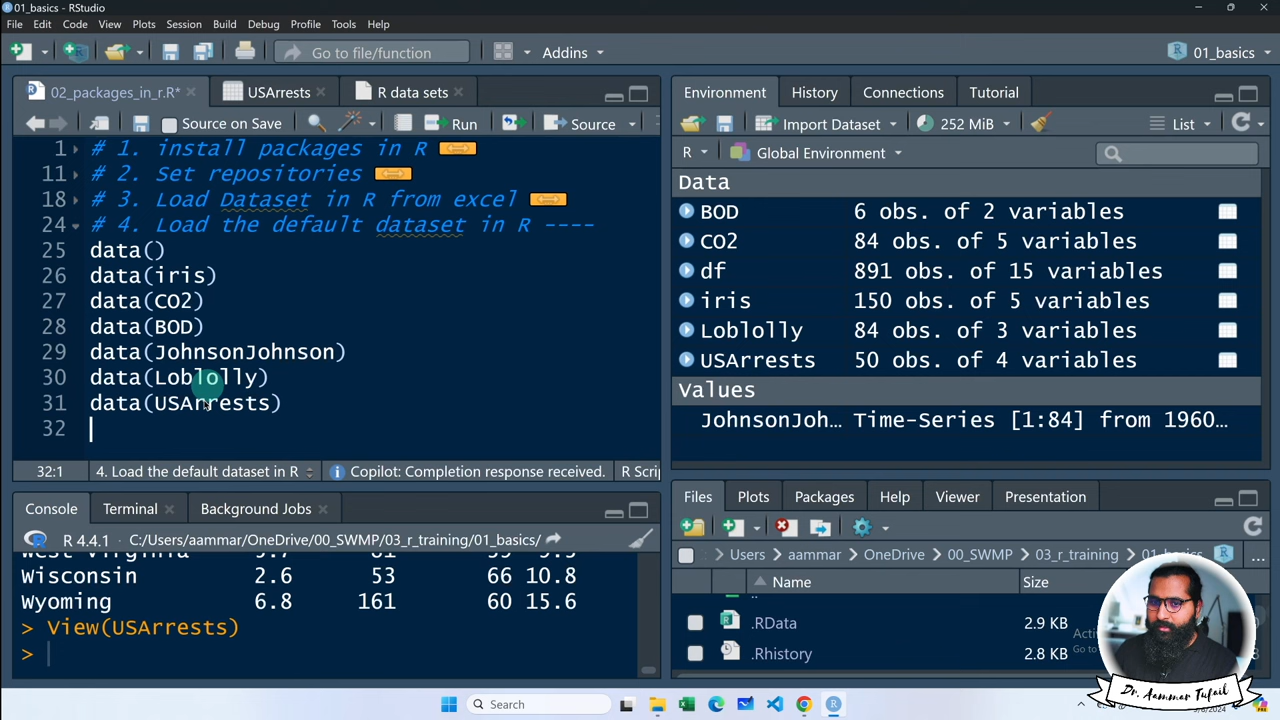 01_basics - RStudio
File Edit Code View Plots Session Build Debug Profile Tools Help
Go to file/function
Addins
01_basics
02_packages_in_r.R*
USArrests
R data sets
Source on Save
Run
Source
1 # 1. install packages in R
11 # 2. Set repositories
18 # 3. Load Dataset in R from excel
24 # 4. Load the default dataset in R ----
25 data()
26 data(iris)
27 data(CO2)
28 data(BOD)
29 data(JohnsonJohnson)
30 data(Loblolly)
31 data(USArrests)
32
32:1 4. Load the default dataset in R Copilot: Completion response received. R Scrip
Console Terminal Background Jobs
R 4.4.1 · C:/Users/aammar/OneDrive/00_SWMP/03_r_training/01_basics/
Wisconsin 2.6 53 66 10.8
Wyoming 6.8 161 60 15.6
> View(USArrests)
>
Environment History Connections Tutorial
Import Dataset 252 MiB List
R Global Environment
Data
BOD 6 obs. of 2 variables
CO2 84 obs. of 5 variables
df 891 obs. of 15 variables
iris 150 obs. of 5 variables
Loblolly 84 obs. of 3 variables
USArrests 50 obs. of 4 variables
Values
JohnsonJoh… Time-Series [1:84] from 1960…
Files Plots Packages Help Viewer Presentation
Users aammar OneDrive 00_SWMP 03_r_training 01_basics ...
Name Size
..
.RData 2.9 KB
.Rhistory 2.8 KB
Dr. Aammar Tufail
Search